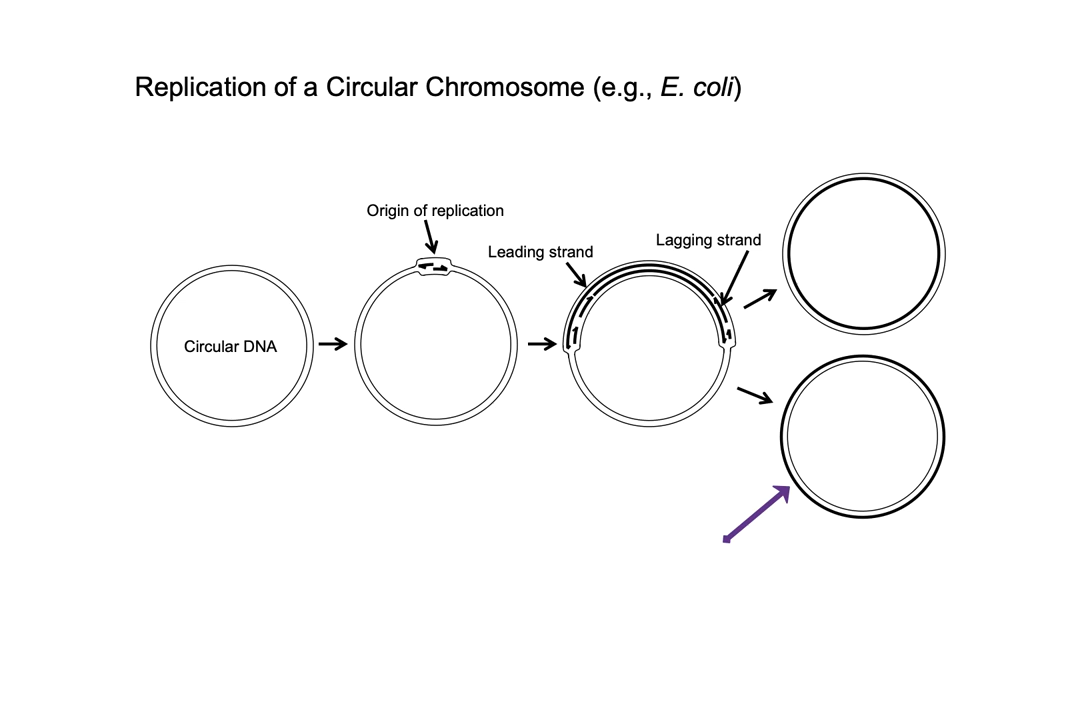 Replication of a Circular Chromosome (e.g., E. coli)
Origin of replication
Leading strand
Lagging strand
Circular DNA